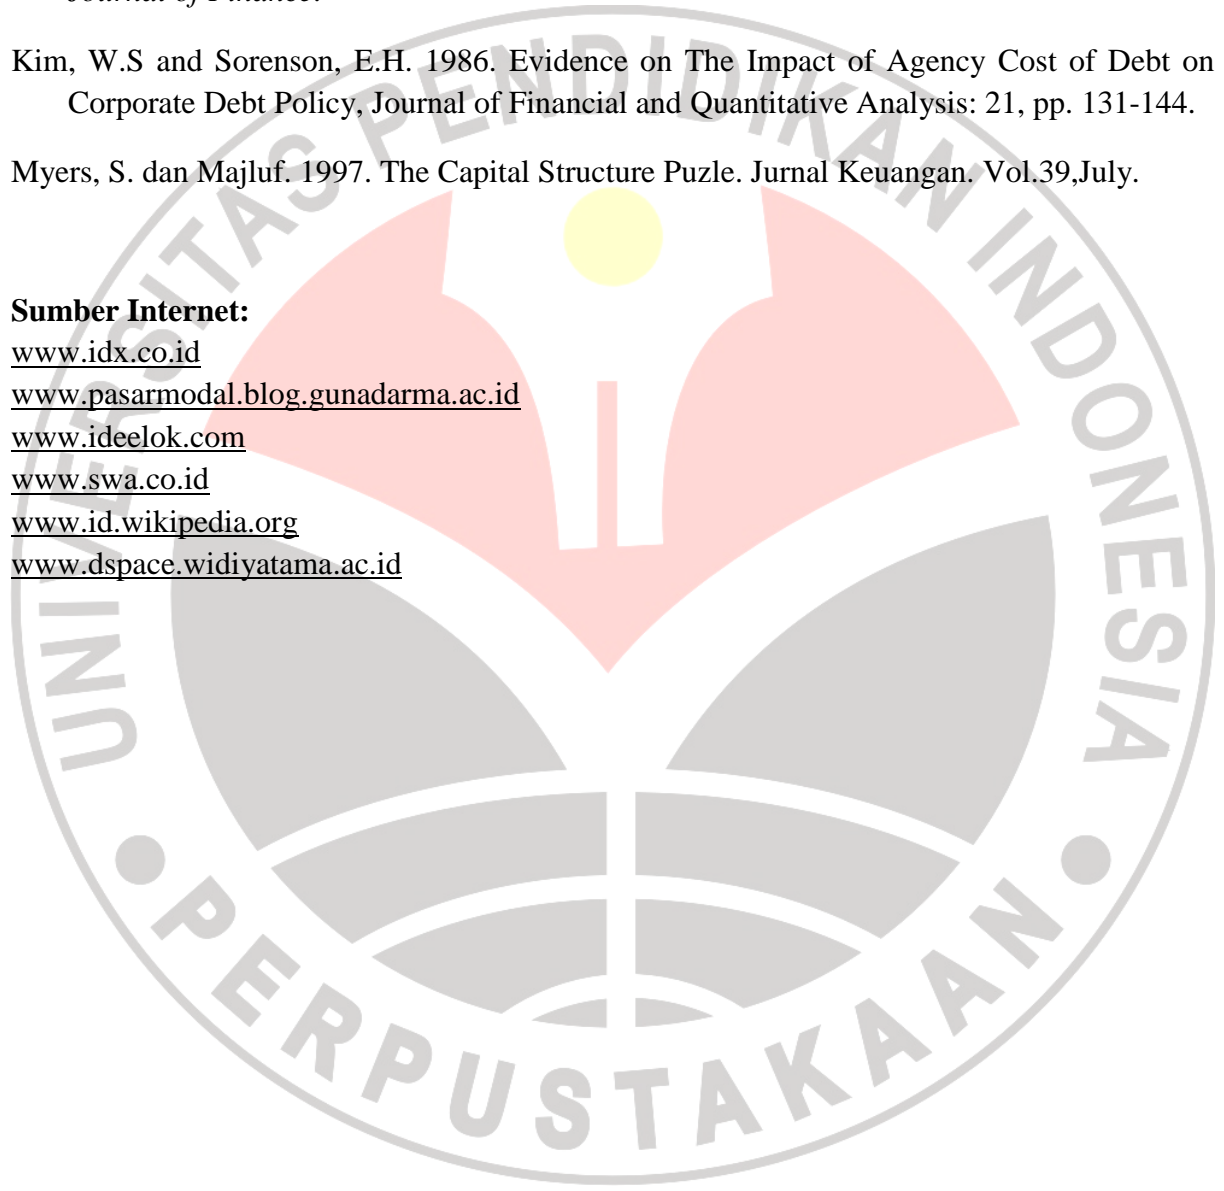 Journal of Finance.
Kim, W.S and Sorenson, E.H. 1986. Evidence on The Impact of Agency Cost of Debt on
Corporate Debt Policy, Journal of Financial and Quantitative Analysis: 21, pp. 131-144.
Myers, S. dan Majluf. 1997. The Capital Structure Puzle. Jurnal Keuangan. Vol.39,July.
Sumber Internet:
www.idx.co.id
www.pasarmodal.blog.gunadarma.ac.id
www.ideelok.com
www.swa.co.id
www.id.wikipedia.org
www.dspace.widiyatama.ac.id
UNIVERSITAS PENDIDIKAN INDONESIA
PERPUSTAKAAN